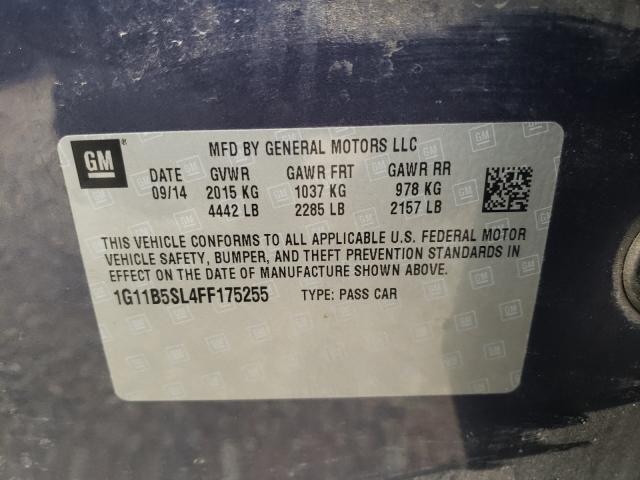 GM
MFD BY GENERAL MOTORS LLC
DATE GVWR GAWR FRT GAWR RR
09/14 2015 KG 1037 KG 978 KG
4442 LB 2285 LB 2157 LB
THIS VEHICLE CONFORMS TO ALL APPLICABLE U.S. FEDERAL MOTOR
VEHICLE SAFETY, BUMPER, AND THEFT PREVENTION STANDARDS IN
EFFECT ON THE DATE OF MANUFACTURE SHOWN ABOVE.
1G11B5SL4FF175255 TYPE: PASS CAR